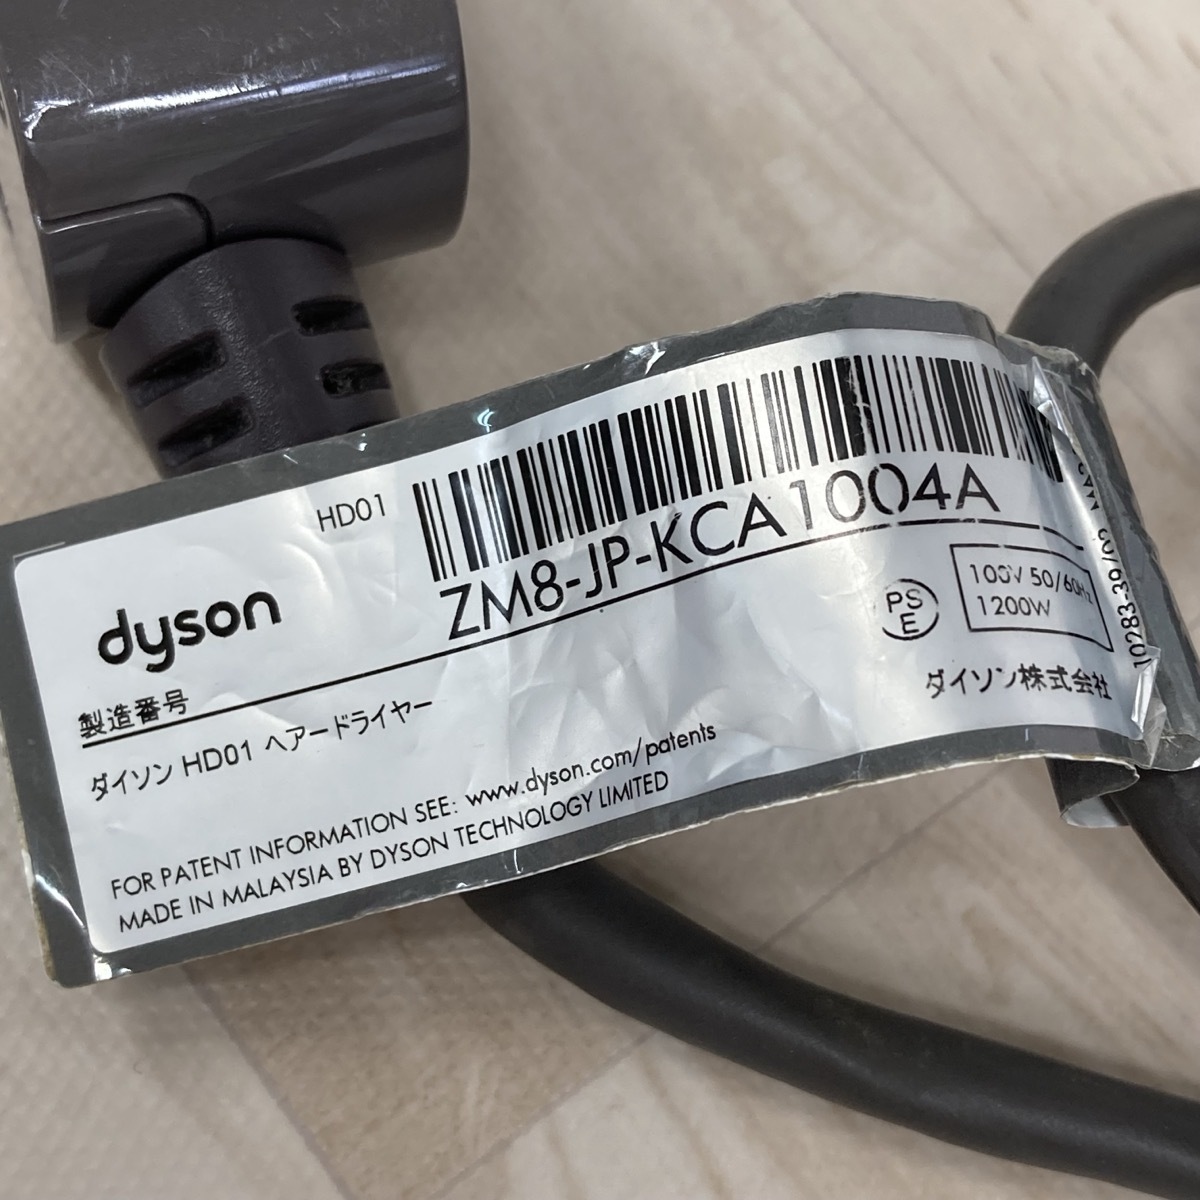 HD01
ZM8-JP-KCA1004A
dyson
製造番号
ダイソン HD01 ヘアードライヤー
FOR PATENT INFORMATION SEE: www.dyson.com/patents
MADE IN MALAYSIA BY DYSON TECHNOLOGY LIMITED
PS
E
100V 50/60Hz
1200W
ダイソン株式会社